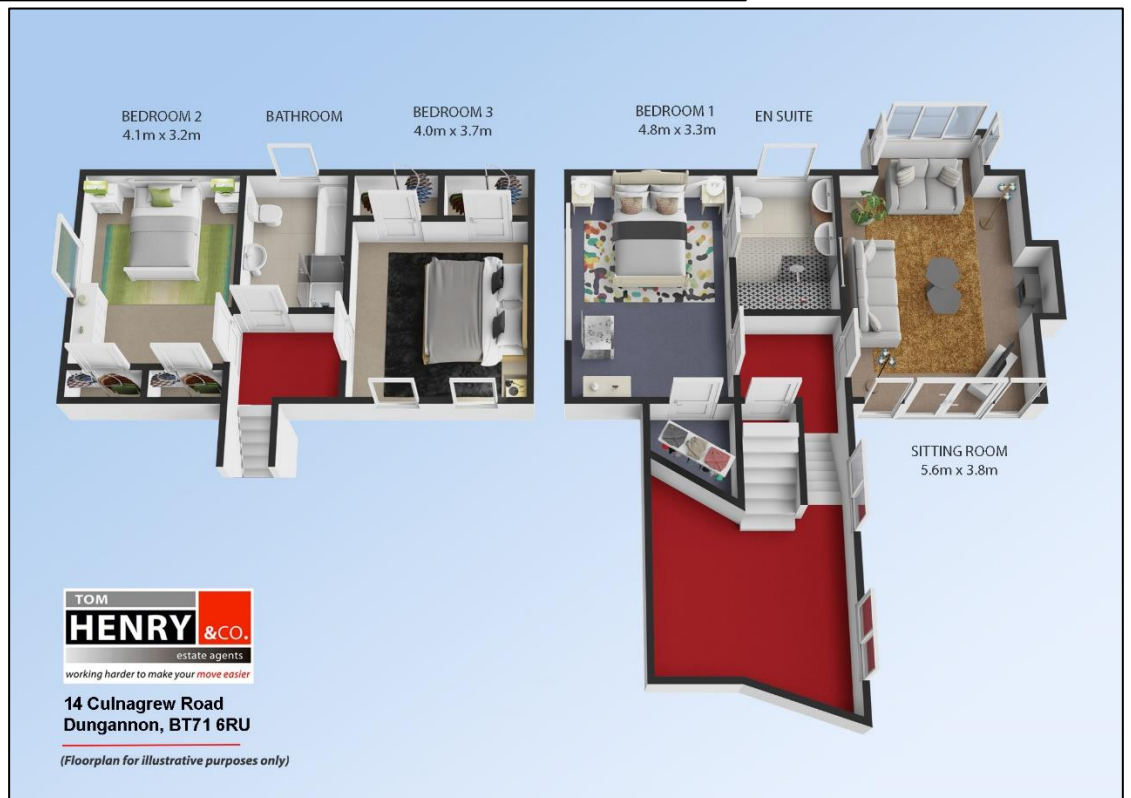 BEDROOM 2
4.1m x 3.2m
BATHROOM
BEDROOM 3
4.0m x 3.7m
BEDROOM 1
4.8m x 3.3m
EN SUITE
SITTING ROOM
5.6m x 3.8m
TOM
HENRY &CO.
estate agents
working harder to make your move easier
14 Culnagrew Road
Dungannon, BT71 6RU
(Floorplan for illustrative purposes only)